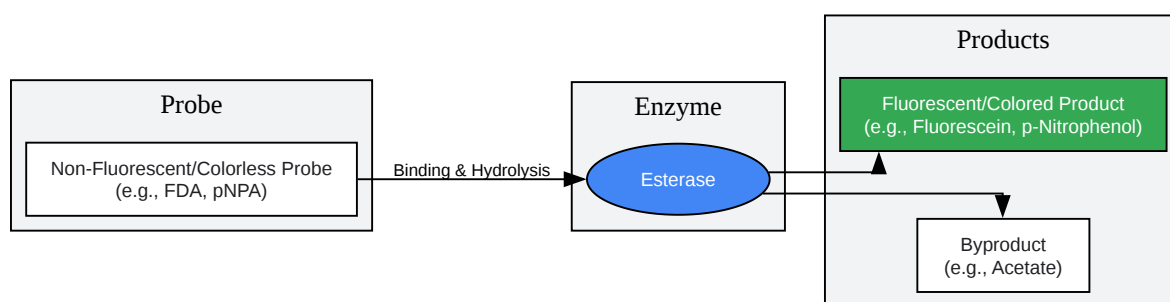 Probe
Non-Fluorescent/Colorless Probe
(e.g., FDA, pNPA)
Binding & Hydrolysis
Enzyme
Esterase
Products
Fluorescent/Colored Product
(e.g., Fluorescein, p-Nitrophenol)
Byproduct
(e.g., Acetate)